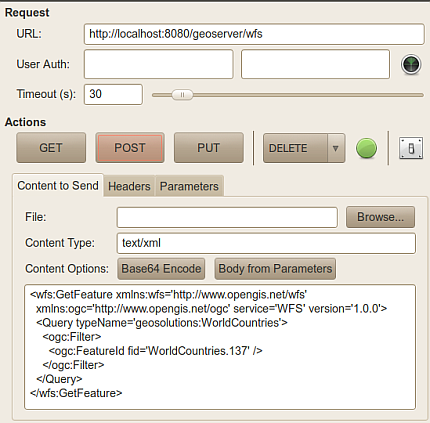 Request
URL: http://localhost:8080/geoserver/wfs
User Auth:
Timeout (s): 30
Actions
GET POST PUT DELETE
Content to Send Headers Parameters
File: Browse...
Content Type: text/xml
Content Options: Base64 Encode Body from Parameters
<wfs:GetFeature xmlns:wfs='http://www.opengis.net/wfs'
xmlns:ogc='http://www.opengis.net/ogc' service='WFS' version='1.0.0'>
<Query typeName='geosolutions:WorldCountries'>
<ogc:Filter>
<ogc:FeatureId fid='WorldCountries.137' />
</ogc:Filter>
</Query>
</wfs:GetFeature>